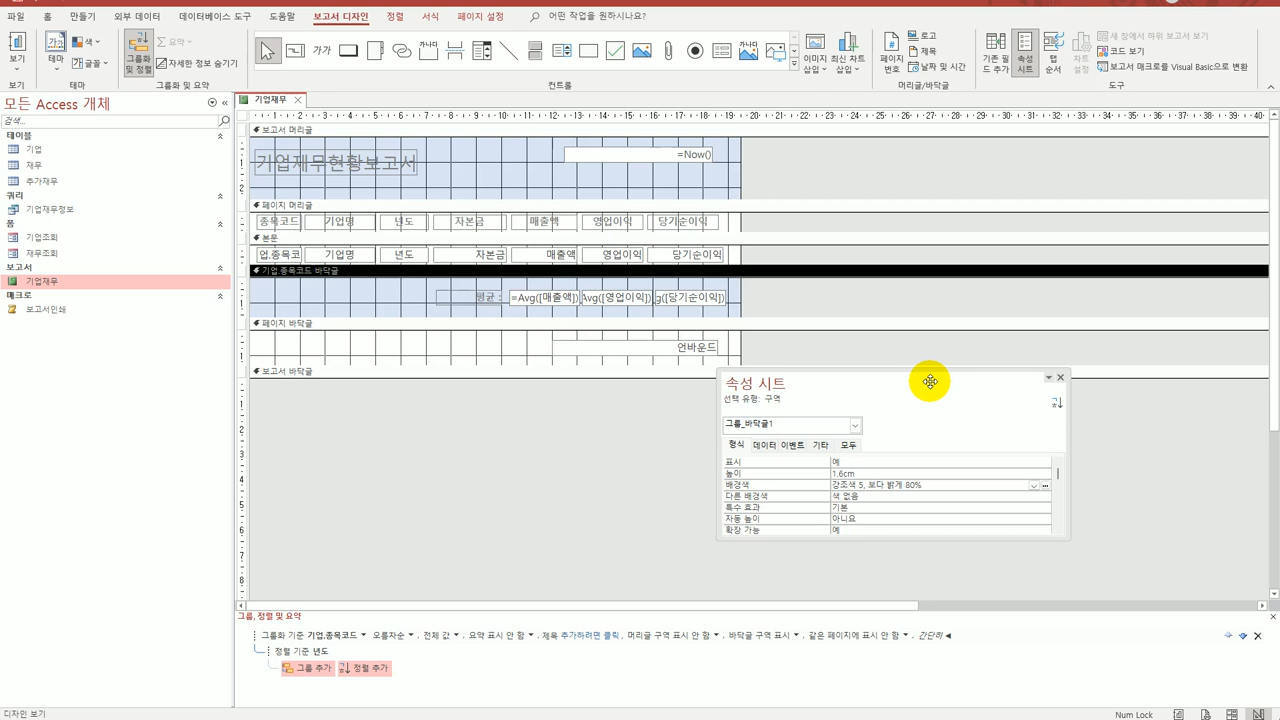 파일 홈 만들기 외부 데이터 데이터베이스 도구 도움말 보고서 디자인 정렬 서식 페이지 설정 어떤 작업을 원하시나요?
보기
테마
색
글꼴
그룹화 및 정렬
요약
자세한 정보 숨기기
가가
이미지 삽입
최신 차트 삽입
페이지 번호
로고
제목
날짜 및 시간
기존 필드 추가
속성 시트
탭 순서
차트 설정
새 창에서 하위 보고서 보기
코드 보기
보고서 매크로를 Visual Basic으로 변환
보기 테마 그룹화 및 요약 컨트롤 머리글/바닥글 도구
모든 Access 개체
검색...
테이블
기업
재무
추가재무
쿼리
기업재무정보
폼
기업조회
재무조회
보고서
기업재무
매크로
보고서인쇄
기업재무
보고서 머리글
기업재무현황보고서
=Now()
페이지 머리글
종목코드 기업명 년도 자본금 매출액 영업이익 당기순이익
본문
업.종목코 기업명 년도 자본금 매출액 영업이익 당기순이익
기업.종목코드 바닥글
평균 : =Avg([매출액]) Avg([영업이익]) g([당기순이익])
페이지 바닥글
언바운드
보고서 바닥글
속성 시트
선택 유형: 구역
그룹_바닥글1
형식 데이터 이벤트 기타 모두
표시 예
높이 1.6cm
배경색 강조색 5, 보다 밝게 80%
다른 배경색 색 없음
특수 효과 기본
자동 높이 아니요
확장 가능 예
그룹, 정렬 및 요약
그룹화 기준 기업.종목코드 오름차순 , 전체 값 , 요약 표시 안 함 , 제목 추가하려면 클릭 , 머리글 구역 표시 안 함 , 바닥글 구역 표시 , 같은 페이지에 표시 안 함 , 간단히
정렬 기준 년도
그룹 추가 정렬 추가
디자인 보기 Num Lock